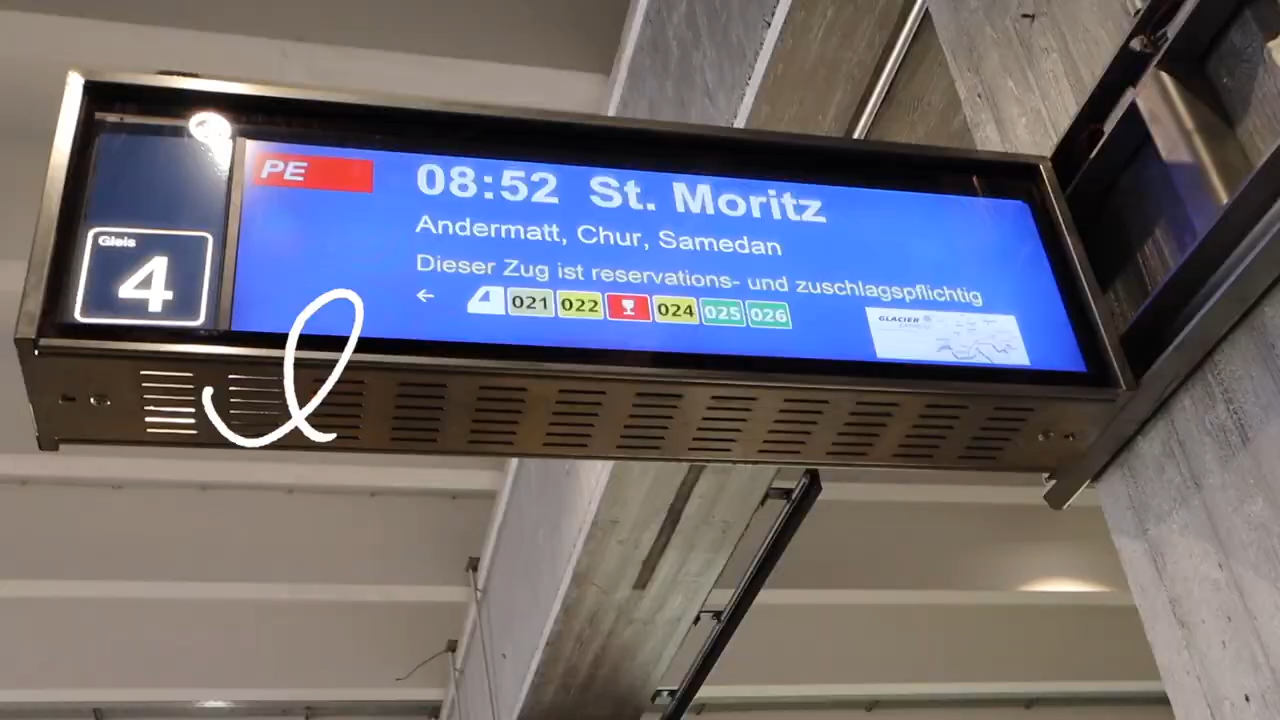 Gleis
4
PE
08:52 St. Moritz
Andermatt, Chur, Samedan
Dieser Zug ist reservations- und zuschlagspflichtig
← 021 022 024 025 026
GLACIER
EXPRESS